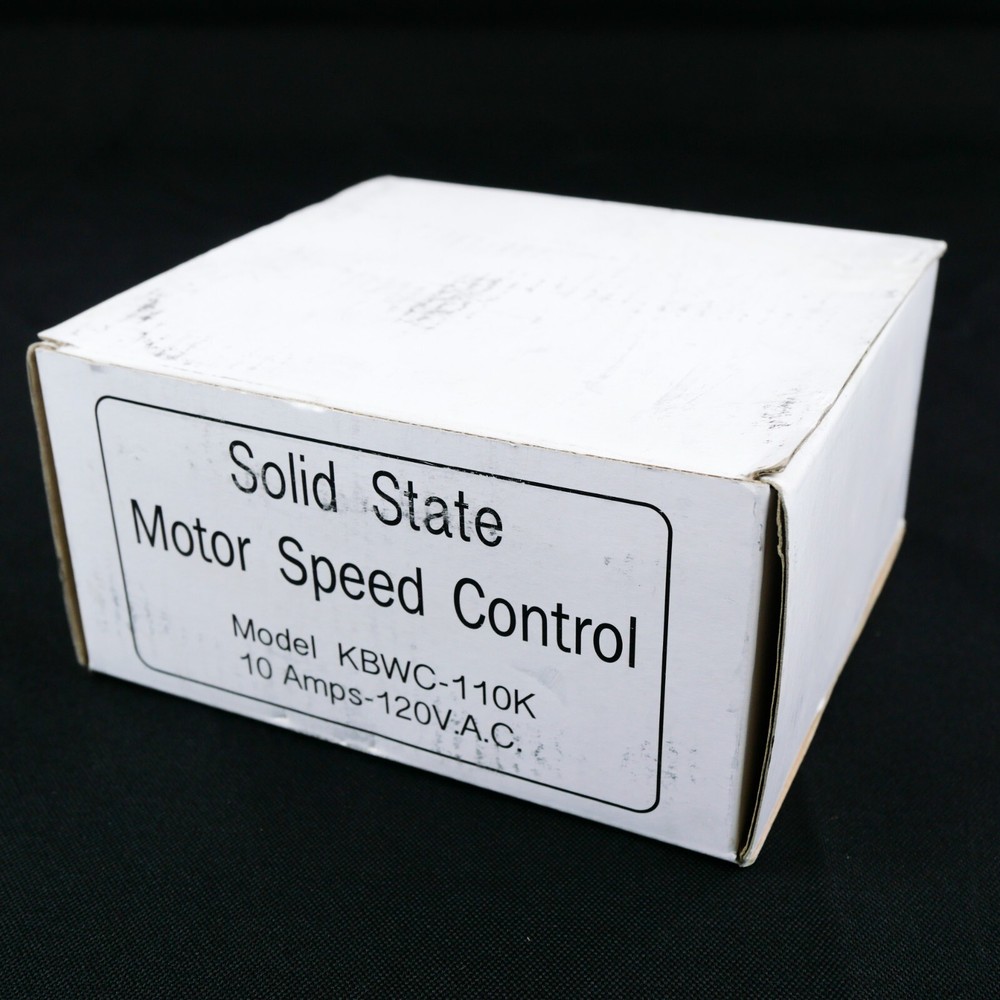 Solid State
Motor Speed Control
Model KBWC-110K
10 Amps-120V.A.C.